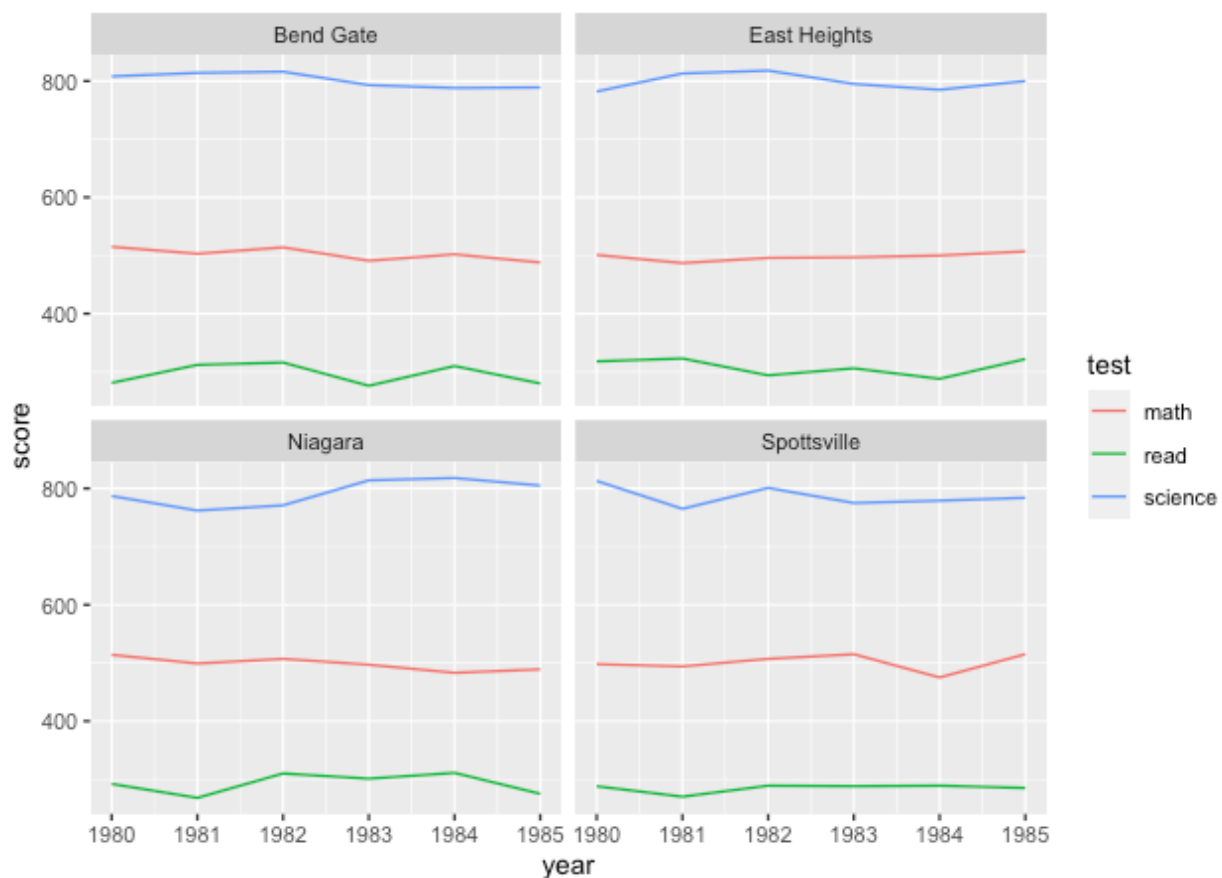 Bend Gate
East Heights
800
600
400
Niagara
Spottsville
800
600
400
score
1980 1981 1982 1983 1984 1985 1980 1981 1982 1983 1984 1985
year
test
math
read
science